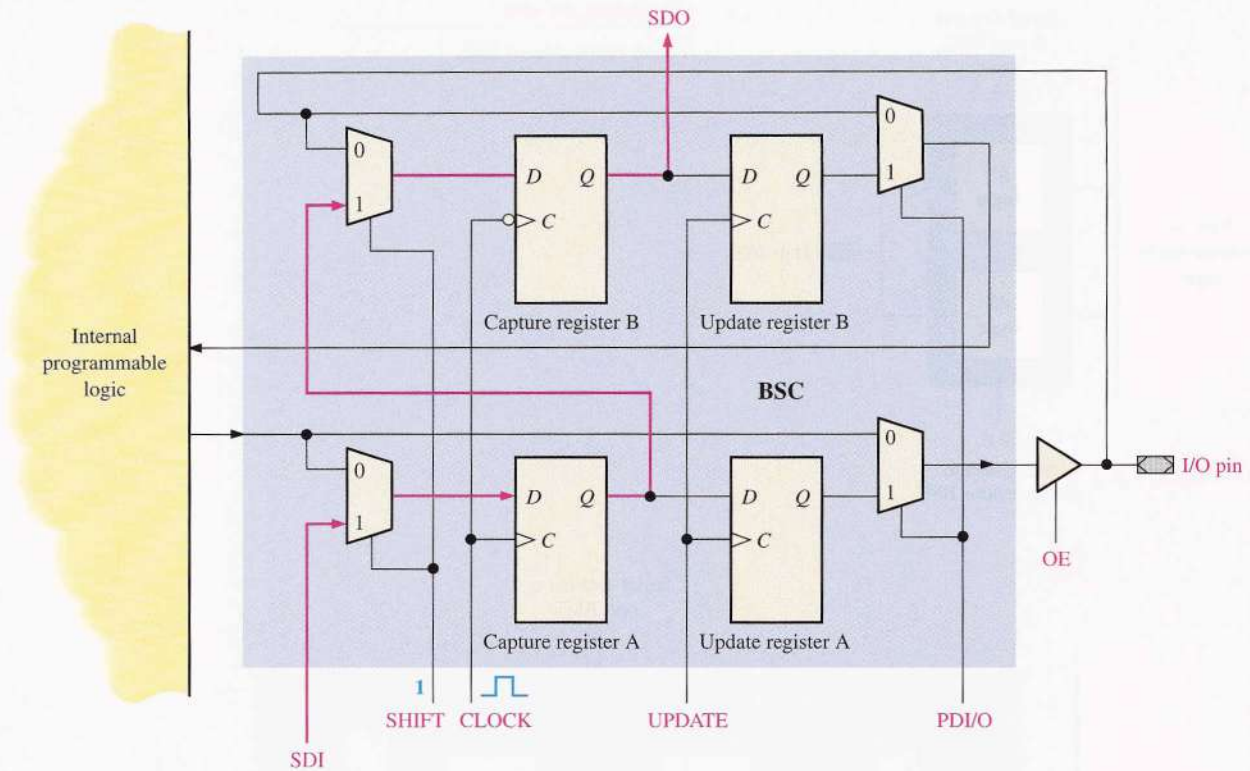 SDO
0
1
D
Q
C
Capture register B
D
Q
C
Update register B
0
1
Internal
programmable
logic
BSC
0
1
D
Q
C
Capture register A
D
Q
C
Update register A
0
1
I/O pin
OE
1
SHIFT
CLOCK
UPDATE
PDI/O
SDI